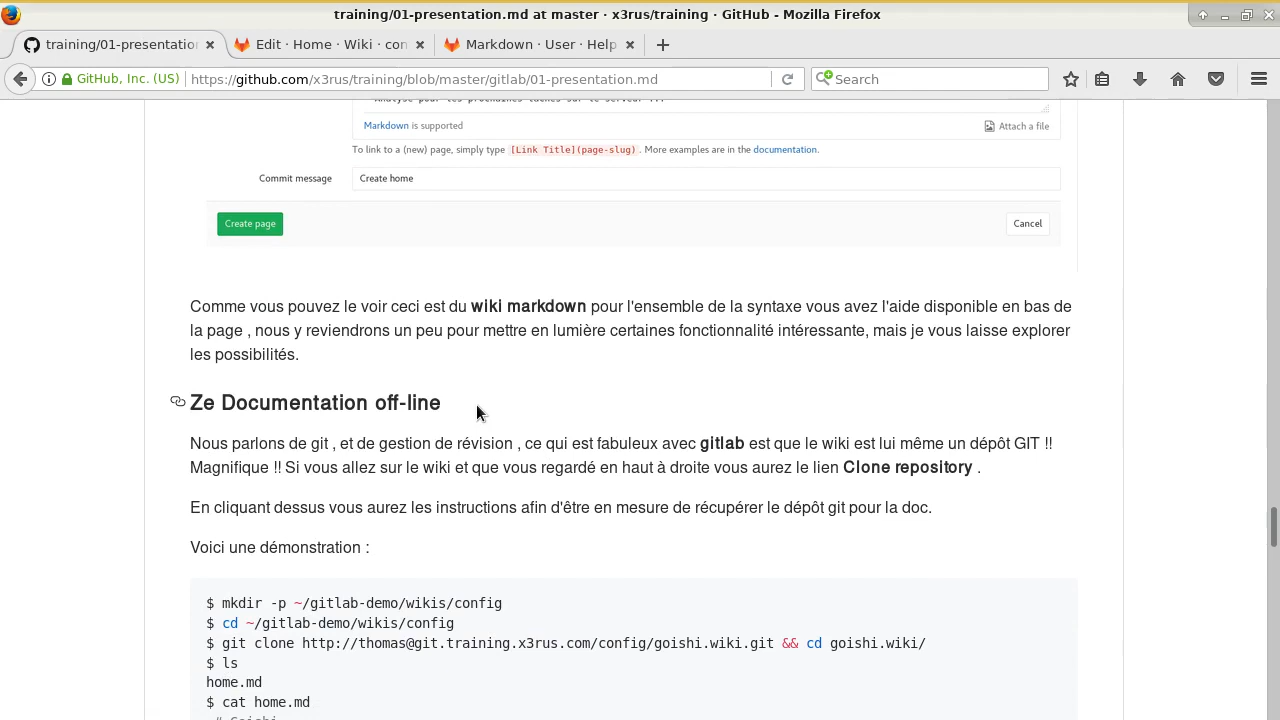 training/01-presentation.md at master · x3rus/training · GitHub - Mozilla Firefox
training/01-presentation
Edit · Home · Wiki · con
Markdown · User · Help
GitHub, Inc. (US)
https://github.com/x3rus/training/blob/master/gitlab/01-presentation.md
Search
Markdown is supported
Attach a file
To link to a (new) page, simply type [Link Title](page-slug). More examples are in the documentation.
Commit message
Create home
Create page
Cancel
Comme vous pouvez le voir ceci est du wiki markdown pour l'ensemble de la syntaxe vous avez l'aide disponible en bas de
la page , nous y reviendrons un peu pour mettre en lumière certaines fonctionnalité intéressante, mais je vous laisse explorer
les possibilités.
Ze Documentation off-line
Nous parlons de git , et de gestion de révision , ce qui est fabuleux avec gitlab est que le wiki est lui même un dépôt GIT !!
Magnifique !! Si vous allez sur le wiki et que vous regardé en haut à droite vous aurez le lien Clone repository .
En cliquant dessus vous aurez les instructions afin d'être en mesure de récupérer le dépôt git pour la doc.
Voici une démonstration :
$ mkdir -p ~/gitlab-demo/wikis/config
$ cd ~/gitlab-demo/wikis/config
$ git clone http://thomas@git.training.x3rus.com/config/goishi.wiki.git && cd goishi.wiki/
$ ls
home.md
$ cat home.md